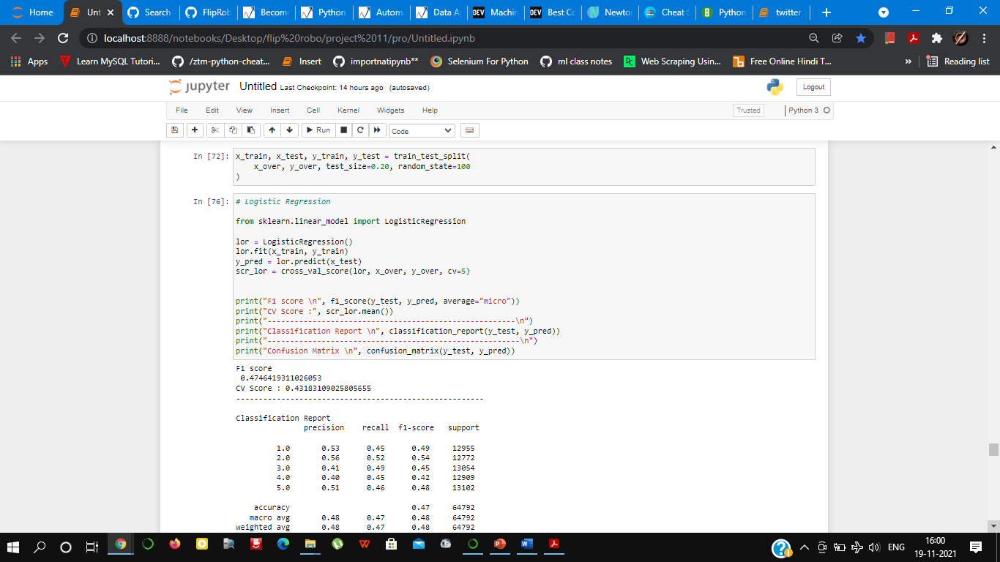 Home Unt Search FlipRob Becom Python Autom Data A Machin Best Co Newto Cheat S Python twitter
localhost:8888/notebooks/Desktop/flip%20robo/project%2011/pro/Untitled.ipynb
Apps Learn MySQL Tutori... /ztm-python-cheat... Insert importnatipynb** Selenium For Python ml class notes Web Scraping Usin... Free Online Hindi T... » Reading list
jupyter Untitled Last Checkpoint: 14 hours ago (autosaved) Logout
File Edit View Insert Cell Kernel Widgets Help Trusted Python 3
Run Code
In [72]: x_train, x_test, y_train, y_test = train_test_split(
x_over, y_over, test_size=0.20, random_state=100
)
In [76]: # Logistic Regression
from sklearn.linear_model import LogisticRegression
lor = LogisticRegression()
lor.fit(x_train, y_train)
y_pred = lor.predict(x_test)
scr_lor = cross_val_score(lor, x_over, y_over, cv=5)
print("F1 score \n", f1_score(y_test, y_pred, average="micro"))
print("CV Score :", scr_lor.mean())
print("-------------------------------------------------------\n")
print("Classification Report \n", classification_report(y_test, y_pred))
print("--------------------------------------------------------\n")
print("Confusion Matrix \n", confusion_matrix(y_test, y_pred))
F1 score
0.4746419311026053
CV Score : 0.43183109025805655
-------------------------------------------------------
Classification Report
precision recall f1-score support
1.0 0.53 0.45 0.49 12955
2.0 0.56 0.52 0.54 12772
3.0 0.41 0.49 0.45 13054
4.0 0.40 0.45 0.42 12909
5.0 0.51 0.46 0.48 13102
accuracy 0.47 64792
macro avg 0.48 0.47 0.48 64792
weighted avg 0.48 0.47 0.48 64792
ENG 16:00
19-11-2021